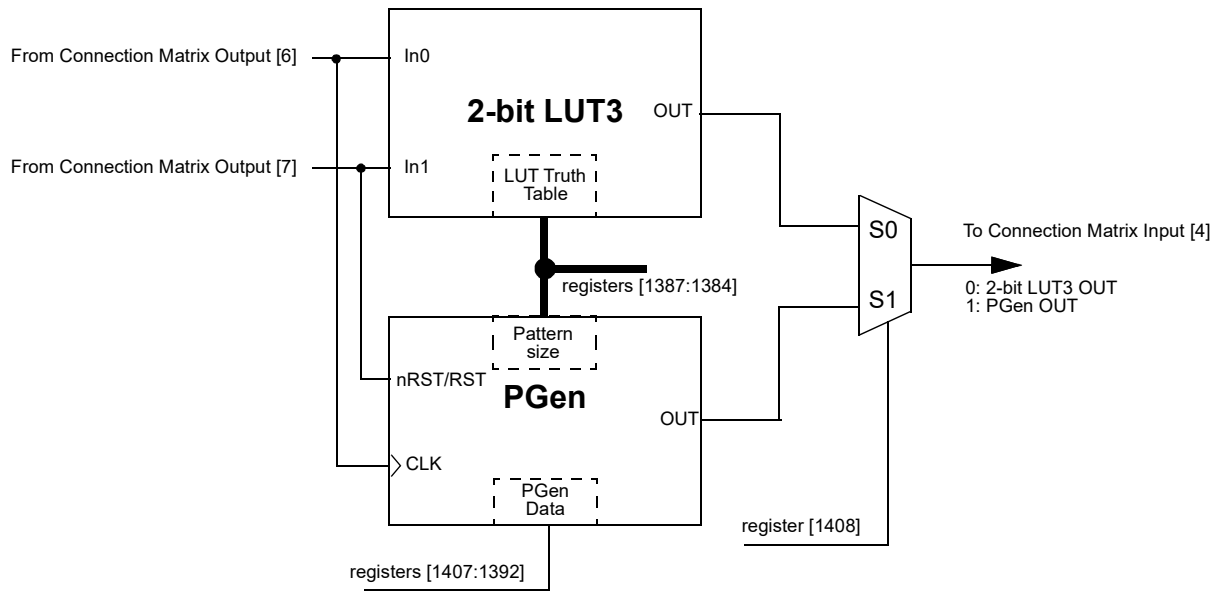 From Connection Matrix Output [6]
In0
2-bit LUT3
OUT
From Connection Matrix Output [7]
In1
LUT Truth
Table
S0
To Connection Matrix Input [4]
registers [1387:1384]
0: 2-bit LUT3 OUT
S1
1: PGen OUT
Pattern
size
nRST/RST
PGen
OUT
CLK
PGen
Data
register [1408]
registers [1407:1392]